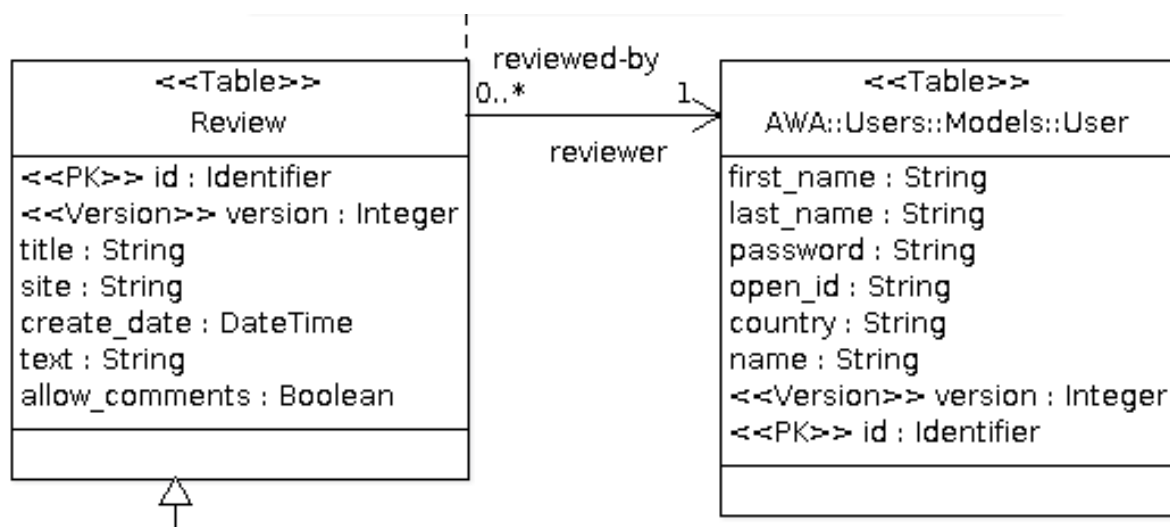 <<Table>>
Review
<<PK>> id : Identifier
<<Version>> version : Integer
title : String
site : String
create_date : DateTime
text : String
allow_comments : Boolean
reviewed-by
0..* 1
reviewer
<<Table>>
AWA::Users::Models::User
first_name : String
last_name : String
password : String
open_id : String
country : String
name : String
<<Version>> version : Integer
<<PK>> id : Identifier